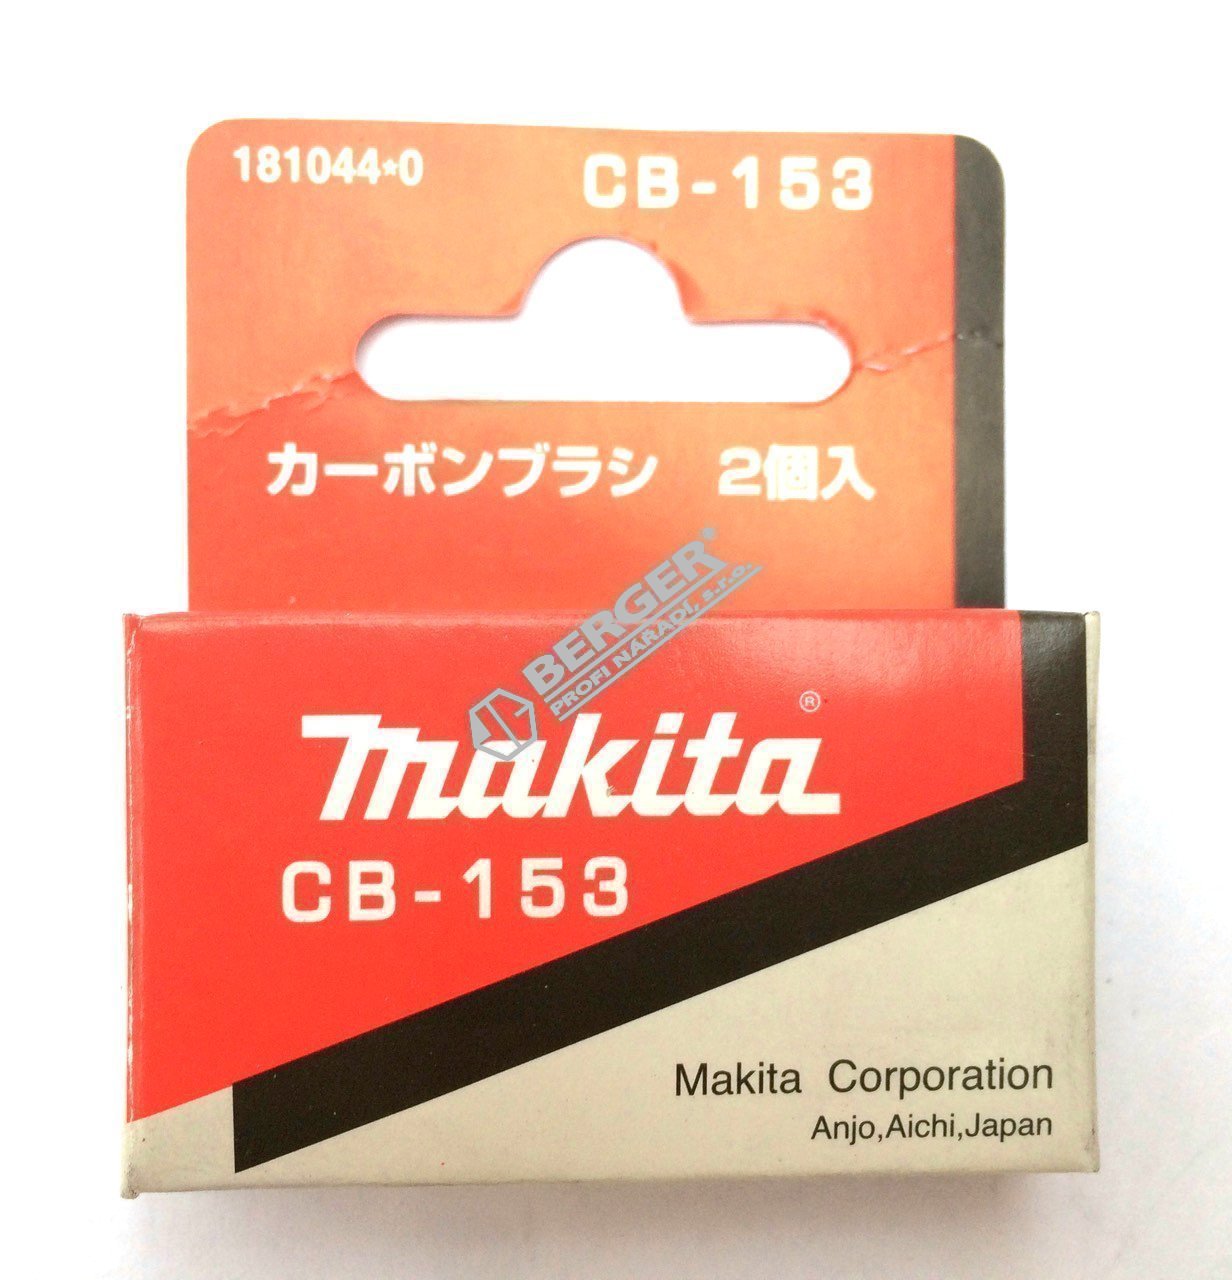 181044★0
CB-153
カーボンブラシ 2個入
BERGER®
PROFI NÁŘADÍ, s.r.o.
makita®
CB-153
Makita Corporation
Anjo,Aichi,Japan